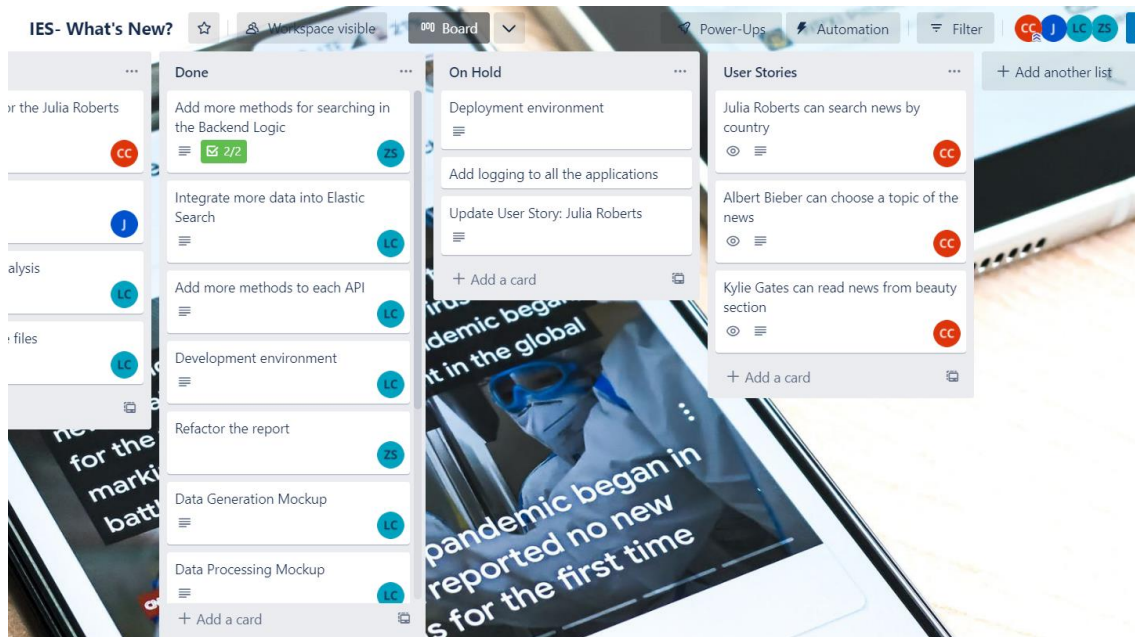 IES- What's New?
Workspace visible
Board
Power-Ups
Automation
Filter
CC
J
LC
ZS
or the Julia Roberts
CC
J
alysis
LC
files
LC
Done
Add more methods for searching in
the Backend Logic
2/2
ZS
Integrate more data into Elastic
Search
LC
Add more methods to each API
LC
Development environment
LC
Refactor the report
ZS
Data Generation Mockup
LC
Data Processing Mockup
LC
+ Add a card
On Hold
Deployment environment
Add logging to all the applications
Update User Story: Julia Roberts
+ Add a card
User Stories
Julia Roberts can search news by
country
CC
Albert Bieber can choose a topic of the
news
CC
Kylie Gates can read news from beauty
section
CC
+ Add a card
+ Add another list
demic began
nt in the global
for the
marki
batt
pandemic began in
reported no new
s for the first time